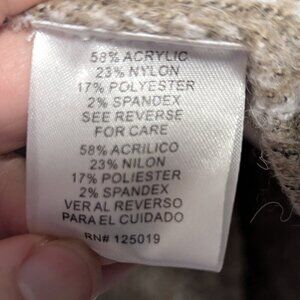 58% ACRYLIC
23% NYLON
17% POLYESTER
2% SPANDEX
SEE REVERSE
FOR CARE
58% ACRILICO
23% NILON
17% POLIESTER
2% SPANDEX
VER AL REVERSO
PARA EL CUIDADO
RN# 125019